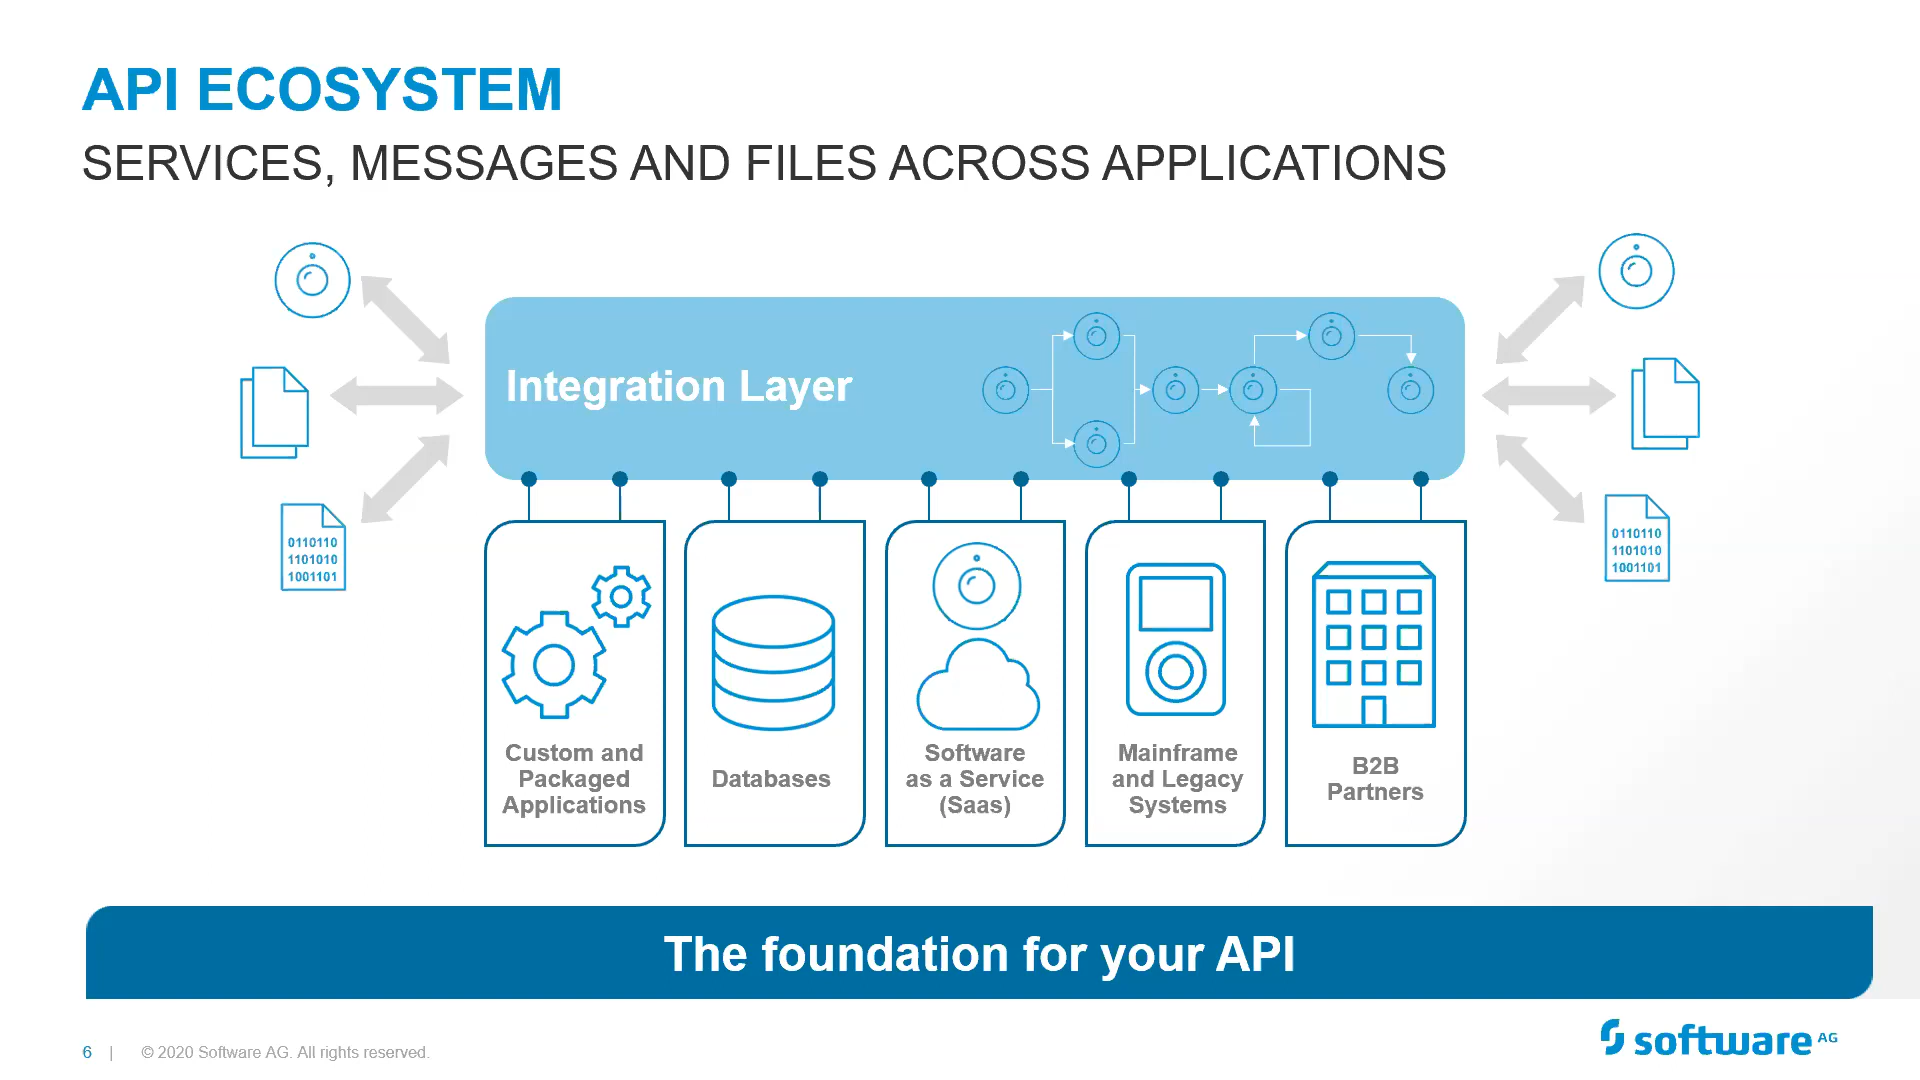 API ECOSYSTEM
SERVICES, MESSAGES AND FILES ACROSS APPLICATIONS
Integration Layer
0110110
1101010
1001101
0110110
1101010
1001101
Custom and
Packaged
Applications
Databases
Software
as a Service
(Saas)
Mainframe
and Legacy
Systems
B2B
Partners
The foundation for your API
6 | © 2020 Software AG. All rights reserved.
software AG